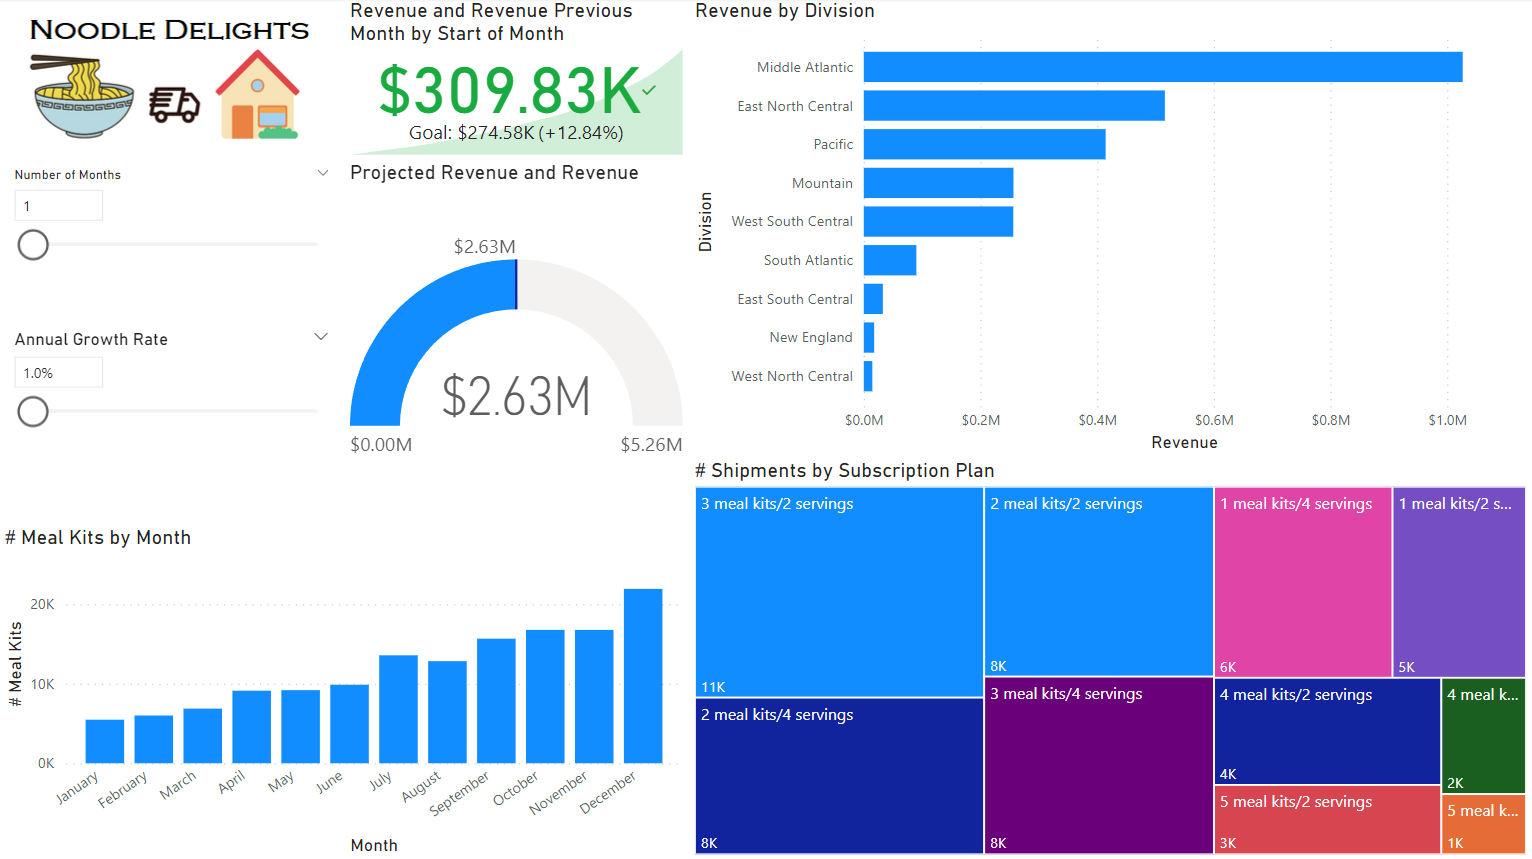 NOODLE DELIGHTS
Number of Months
1
Annual Growth Rate
1.0%
Revenue and Revenue Previous
Month by Start of Month
$309.83K
Goal: $274.58K (+12.84%)
Projected Revenue and Revenue
$2.63M
$2.63M
$0.00M
$5.26M
Revenue by Division
Division
Middle Atlantic
East North Central
Pacific
Mountain
West South Central
South Atlantic
East South Central
New England
West North Central
$0.0M
$0.2M
$0.4M
$0.6M
$0.8M
$1.0M
Revenue
# Meal Kits by Month
# Meal Kits
20K
10K
0K
January
February
March
April
May
June
July
August
September
October
November
December
Month
# Shipments by Subscription Plan
3 meal kits/2 servings
11K
2 meal kits/4 servings
8K
2 meal kits/2 servings
8K
3 meal kits/4 servings
8K
1 meal kits/4 servings
6K
1 meal kits/2 s...
5K
4 meal kits/2 servings
4K
5 meal kits/2 servings
3K
4 meal k...
2K
5 meal k...
1K